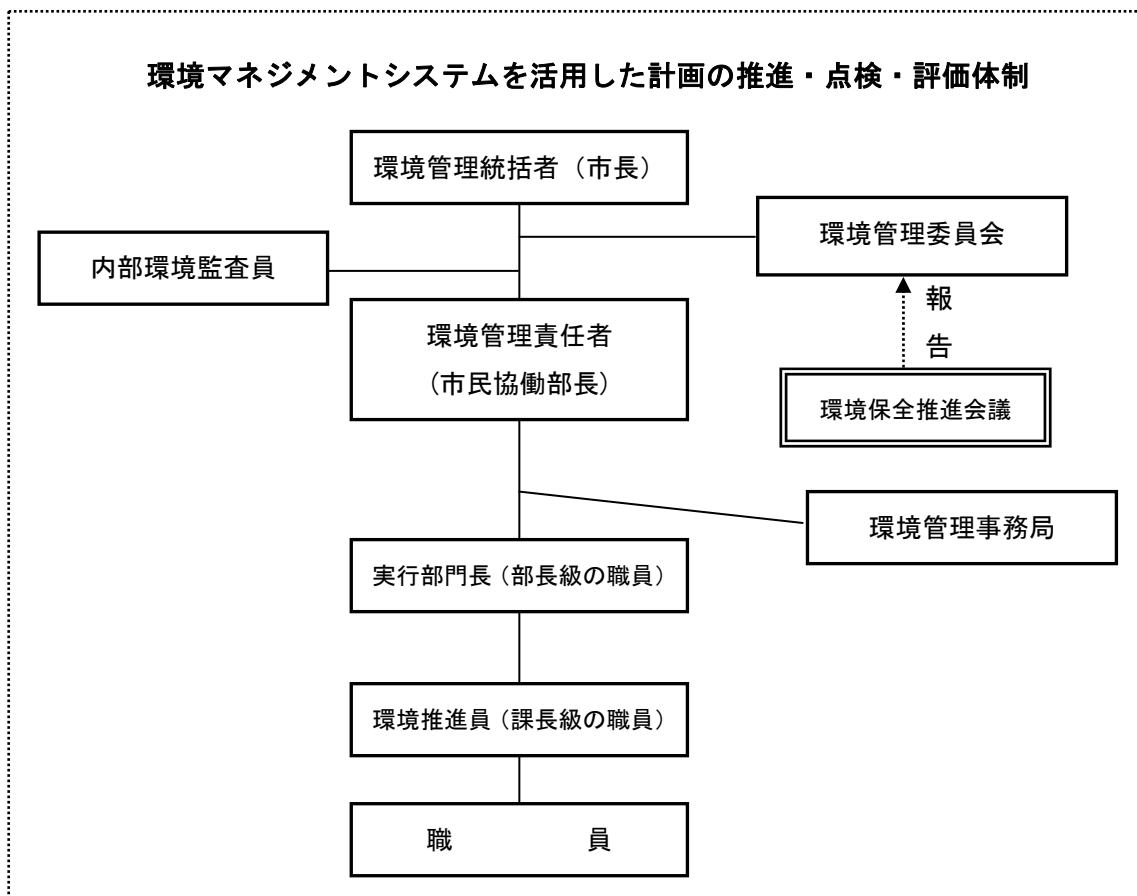 環境マネジメントシステムを活用した計画の推進・点検・評価体制
環境管理統括者（市長）
環境管理委員会
内部環境監査員
報
告
環境管理責任者
（市民協働部長）
環境保全推進会議
環境管理事務局
実行部門長（部長級の職員）
環境推進員（課長級の職員）
職　　　　　員